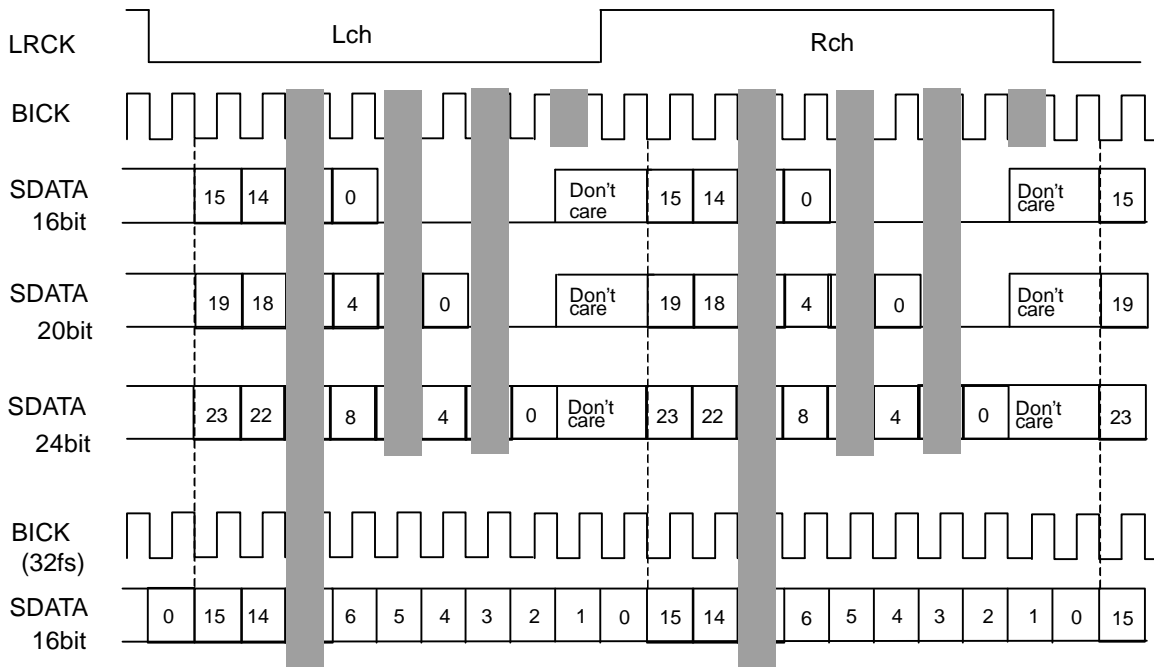 LRCK Lch Rch
BICK
SDATA 15 14 0 Don't 15 14 0 Don't 15
16bit care care
SDATA 19 18 4 0 Don't 19 18 4 0 Don't 19
20bit care care
SDATA 23 22 8 4 0 Don't 23 22 8 4 0 Don't 23
24bit care care
BICK
(32fs)
SDATA 0 15 14 6 5 4 3 2 1 0 15 14 6 5 4 3 2 1 0 15
16bit